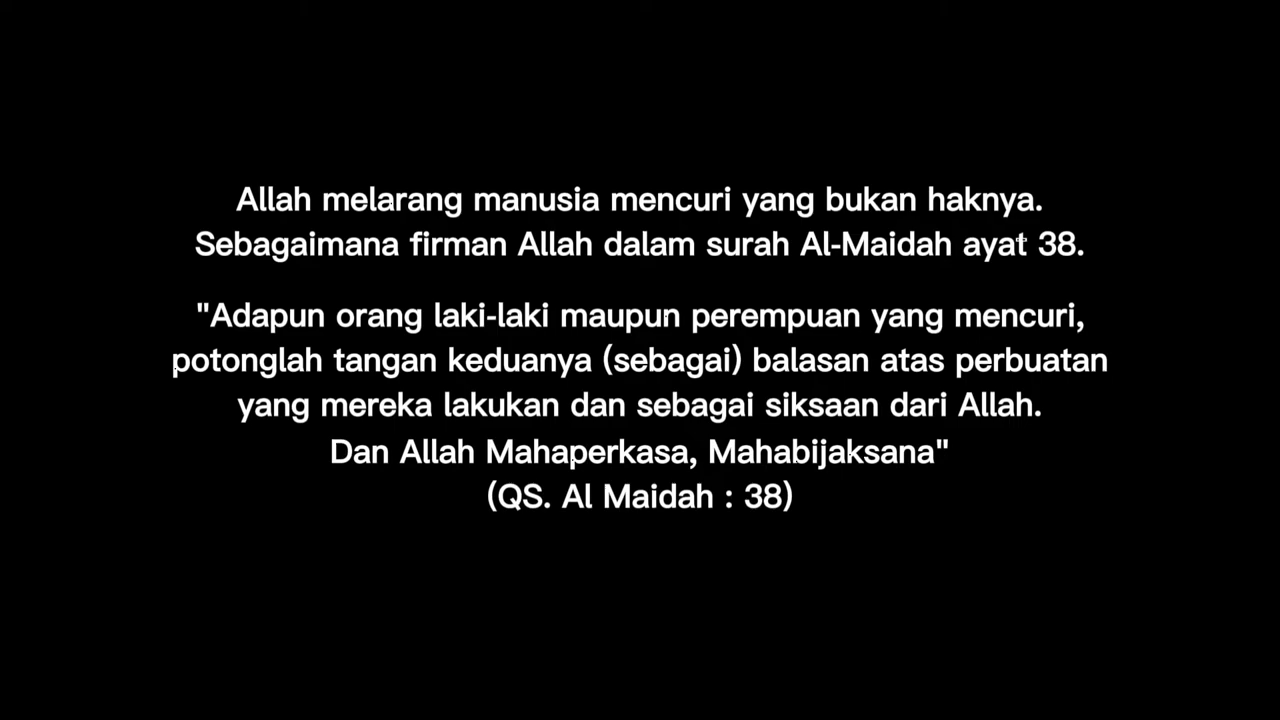 Allah melarang manusia mencuri yang bukan haknya.
Sebagaimana firman Allah dalam surah Al-Maidah ayat 38.
"Adapun orang laki-laki maupun perempuan yang mencuri,
potonglah tangan keduanya (sebagai) balasan atas perbuatan
yang mereka lakukan dan sebagai siksaan dari Allah.
Dan Allah Mahaperkasa, Mahabijaksana"
(QS. Al Maidah : 38)